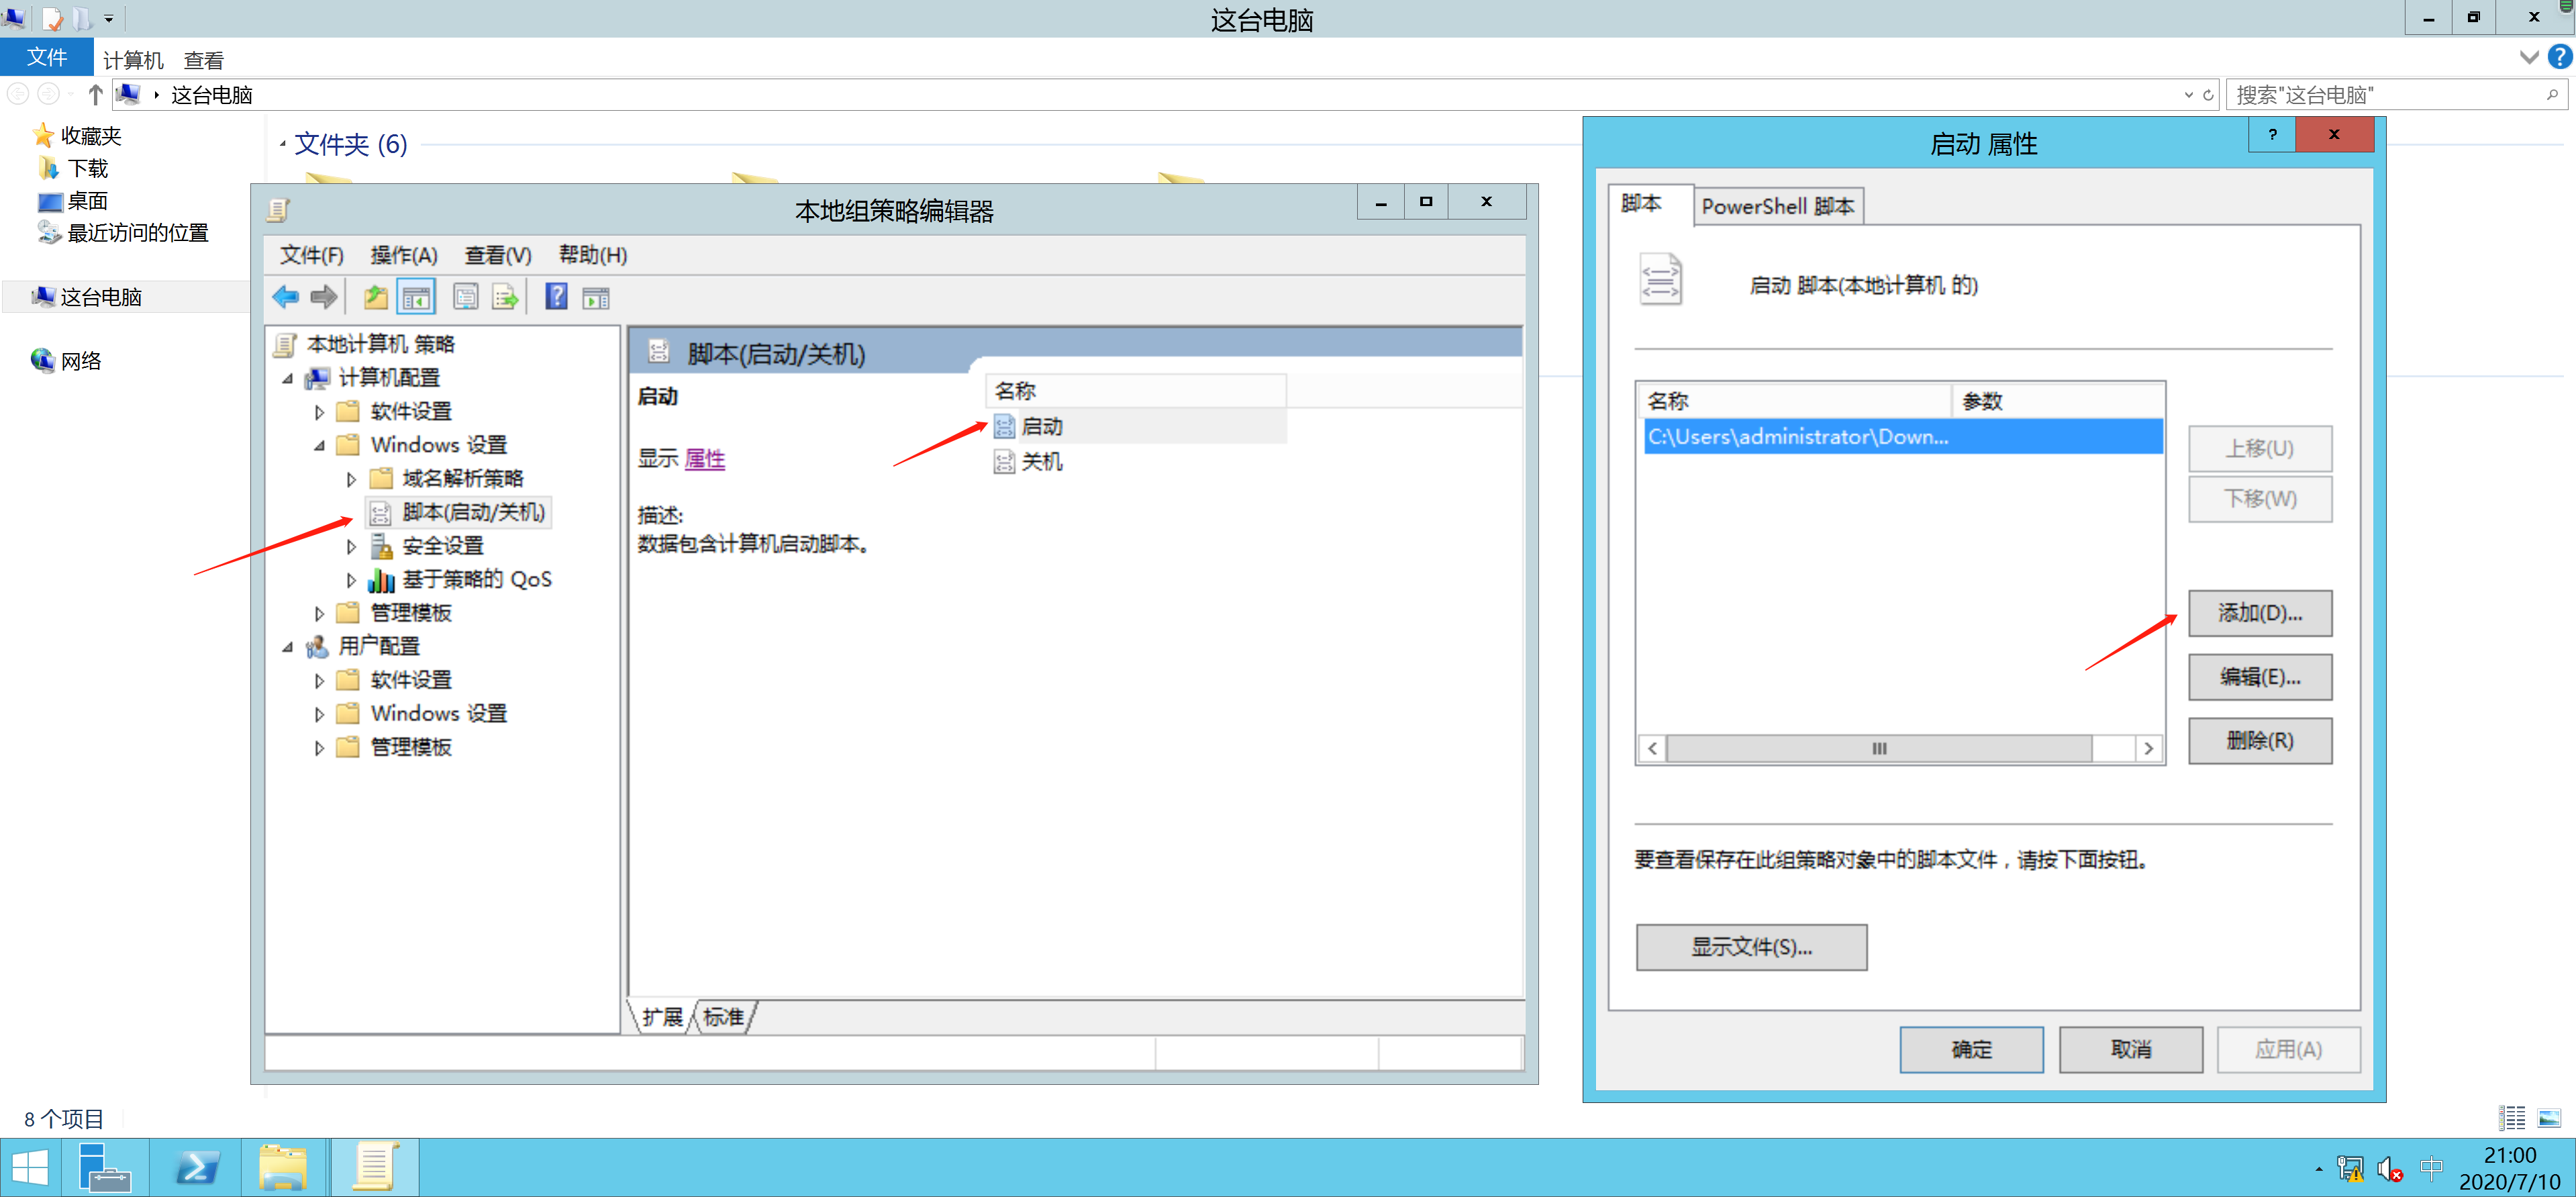 这台电脑
文件
计算机
查看
这台电脑
搜索"这台电脑"
收藏夹
下载
桌面
最近访问的位置
这台电脑
网络
文件夹 (6)
本地组策略编辑器
文件(F)
操作(A)
查看(V)
帮助(H)
本地计算机 策略
计算机配置
软件设置
Windows 设置
域名解析策略
脚本(启动/关机)
安全设置
基于策略的 QoS
管理模板
用户配置
软件设置
Windows 设置
管理模板
脚本(启动/关机)
启动
显示 属性
描述:
数据包含计算机启动脚本。
名称
启动
关机
扩展
标准
启动 属性
脚本
PowerShell 脚本
启动 脚本(本地计算机 的)
名称
参数
C:\Users\administrator\Down...
上移(U)
下移(W)
添加(D)...
编辑(E)...
删除(R)
要查看保存在此组策略对象中的脚本文件，请按下面按钮。
显示文件(S)...
确定
取消
应用(A)
8 个项目
中
21:00
2020/7/10